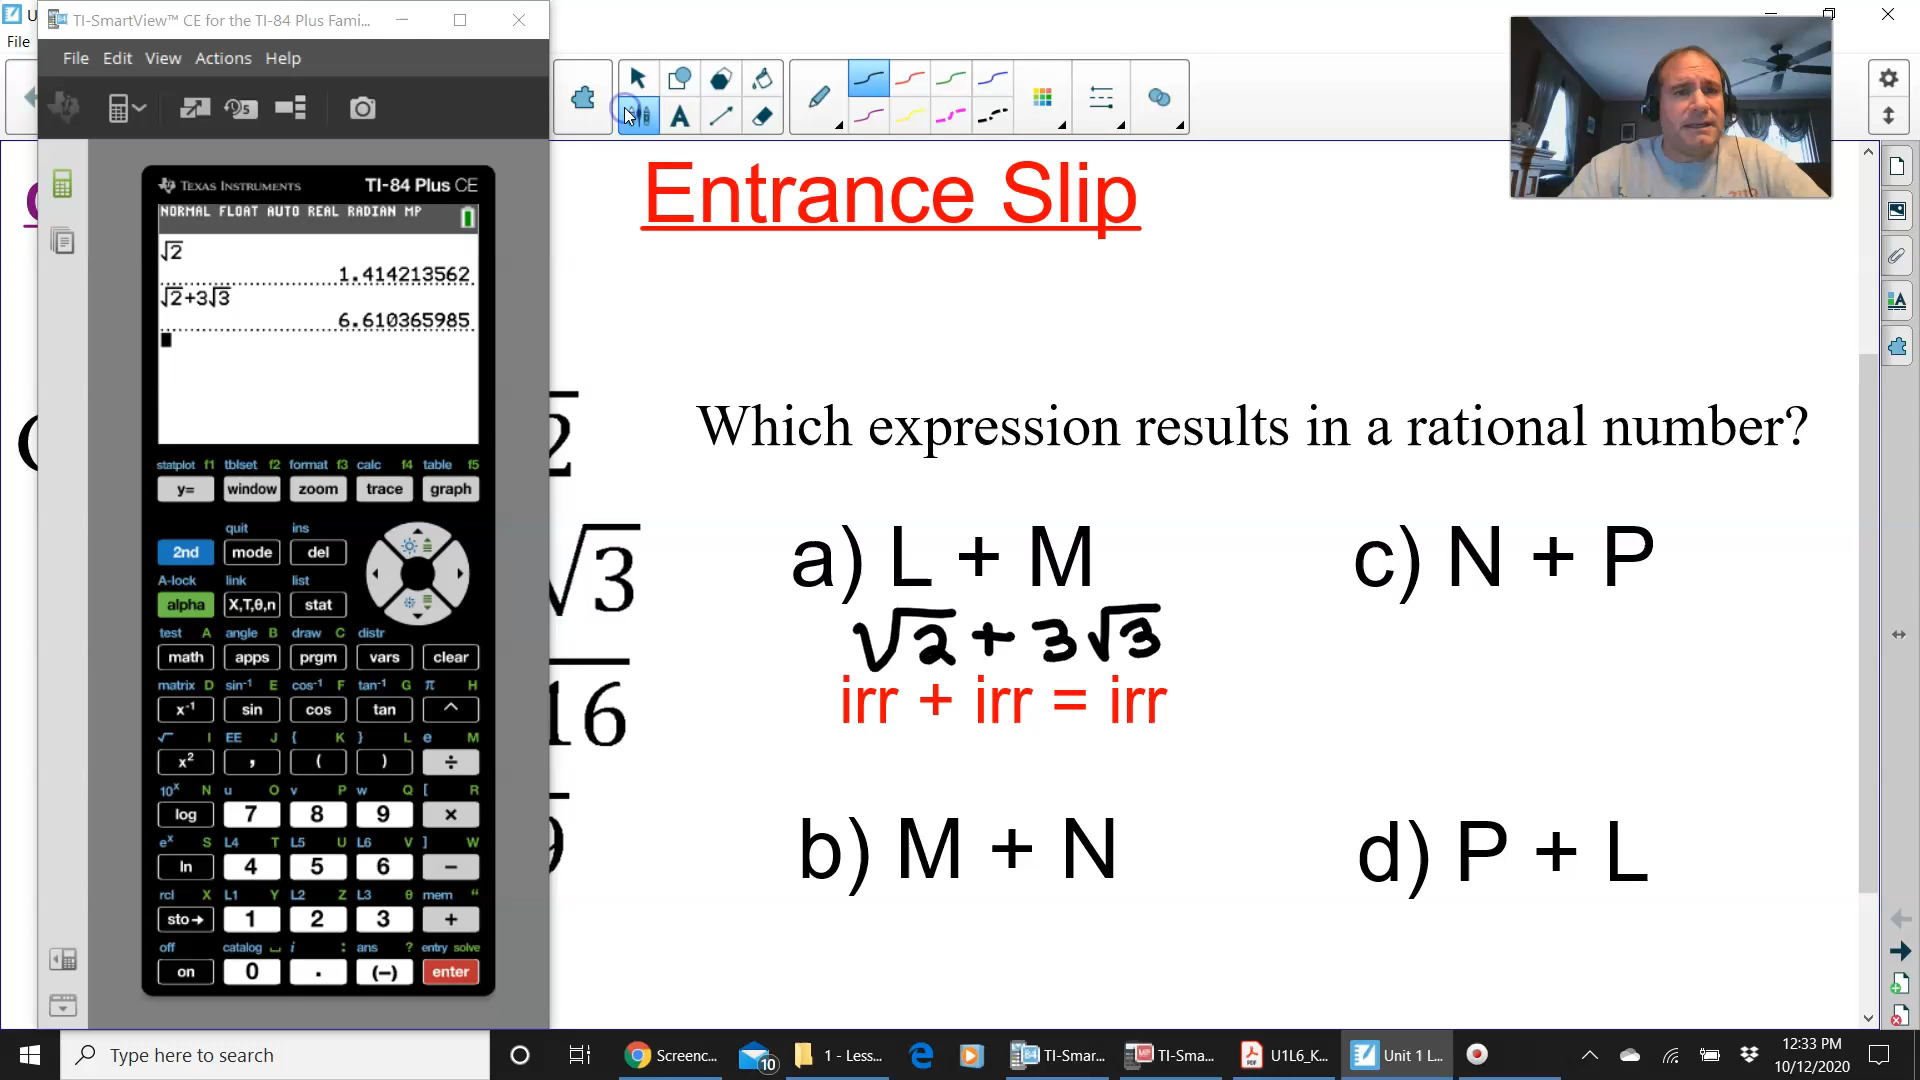 TI-SmartView™ CE for the TI-84 Plus Fami...
File Edit View Actions Help
File
TEXAS INSTRUMENTS TI-84 Plus CE
NORMAL FLOAT AUTO REAL RADIAN MP
√2
1.414213562
√2+3√3
6.610365985
statplot f1 tblset f2 format f3 calc f4 table f5
y= window zoom trace graph
quit ins
2nd mode del
A-lock link list
alpha X,T,θ,n stat
test A angle B draw C distr
math apps prgm vars clear
matrix D sin⁻¹ E cos⁻¹ F tan⁻¹ G π H
x⁻¹ sin cos tan ^
√ I EE J { K } L e M
x² , ( ) ÷
10ˣ N u O v P w Q [ R
log 7 8 9 ×
eˣ S L4 T L5 U L6 V ] W
ln 4 5 6 −
rcl X L1 Y L2 Z L3 θ mem "
sto→ 1 2 3 +
off catalog ⎵ i : ans ? entry solve
on 0 . (−) enter
Entrance Slip
2
√3
16
9
Which expression results in a rational number?
a) L + M
√2 + 3√3
irr + irr = irr
b) M + N
c) N + P
d) P + L
Type here to search
10
Screenc...
1 - Less...
TI-Smar...
TI-Sma...
U1L6_K...
Unit 1 L...
12:33 PM
10/12/2020